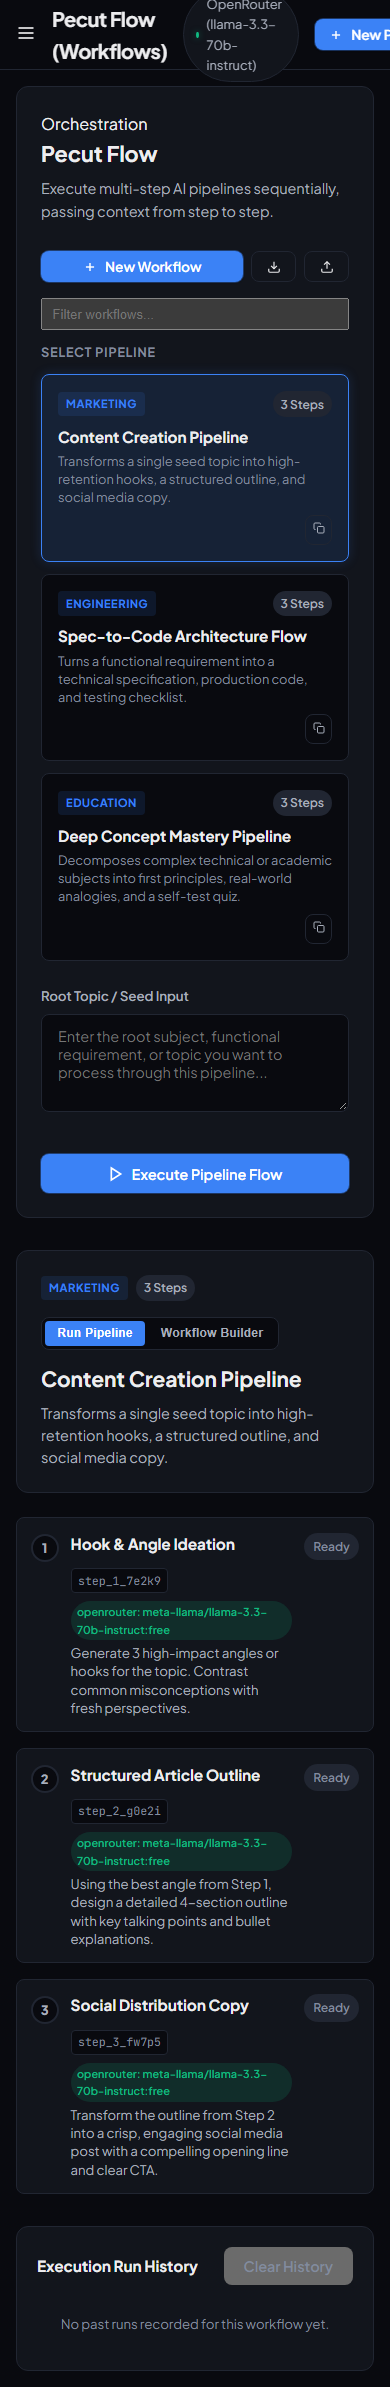 Pecut Flow
(Workflows)
OpenRouter
(llama-3.3-
70b-
instruct)
+ New P
Orchestration
Pecut Flow
Execute multi-step AI pipelines sequentially,
passing context from step to step.
+ New Workflow
Filter workflows...
SELECT PIPELINE
MARKETING
3 Steps
Content Creation Pipeline
Transforms a single seed topic into high-
retention hooks, a structured outline, and
social media copy.
ENGINEERING
3 Steps
Spec-to-Code Architecture Flow
Turns a functional requirement into a
technical specification, production code,
and testing checklist.
EDUCATION
3 Steps
Deep Concept Mastery Pipeline
Decomposes complex technical or academic
subjects into first principles, real-world
analogies, and a self-test quiz.
Root Topic / Seed Input
Enter the root subject, functional
requirement, or topic you want to
process through this pipeline...
Execute Pipeline Flow
MARKETING
3 Steps
Run Pipeline
Workflow Builder
Content Creation Pipeline
Transforms a single seed topic into high-
retention hooks, a structured outline, and
social media copy.
1
Hook & Angle Ideation
Ready
step_1_7e2k9
openrouter: meta-llama/llama-3.3-
70b-instruct:free
Generate 3 high-impact angles or
hooks for the topic. Contrast
common misconceptions with
fresh perspectives.
2
Structured Article Outline
Ready
step_2_g0e2i
openrouter: meta-llama/llama-3.3-
70b-instruct:free
Using the best angle from Step 1,
design a detailed 4-section outline
with key talking points and bullet
explanations.
3
Social Distribution Copy
Ready
step_3_fw7p5
openrouter: meta-llama/llama-3.3-
70b-instruct:free
Transform the outline from Step 2
into a crisp, engaging social media
post with a compelling opening line
and clear CTA.
Execution Run History
Clear History
No past runs recorded for this workflow yet.